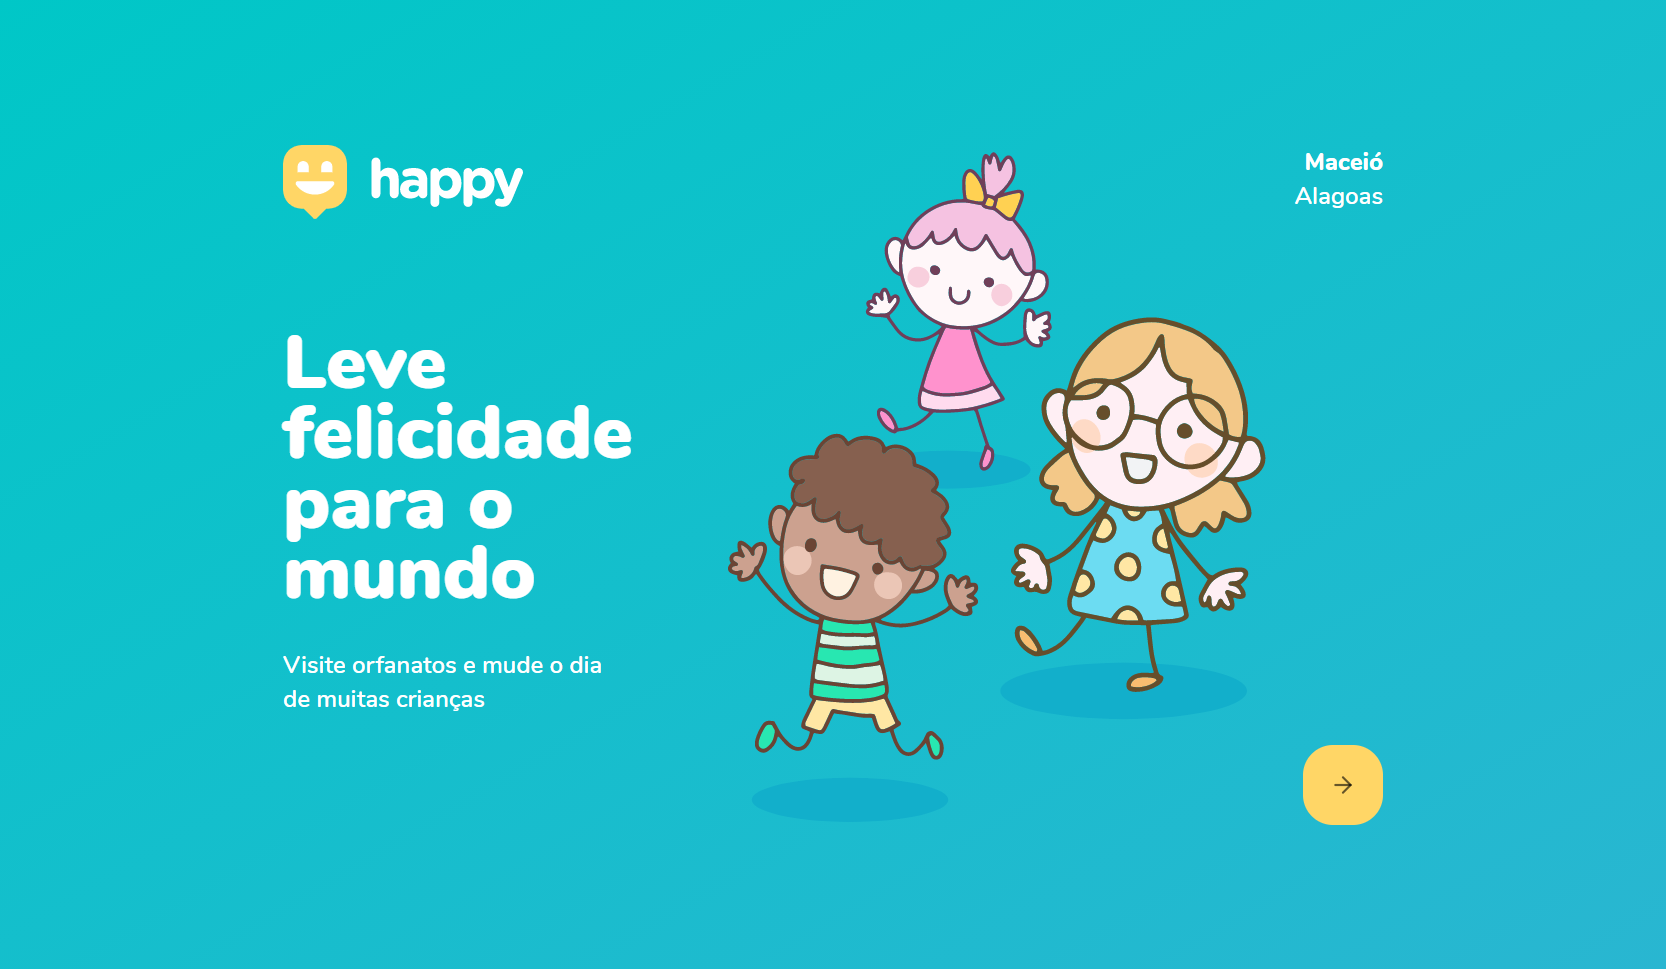 happy
Maceió
Alagoas
Leve
felicidade
para o
mundo
Visite orfanatos e mude o dia
de muitas crianças